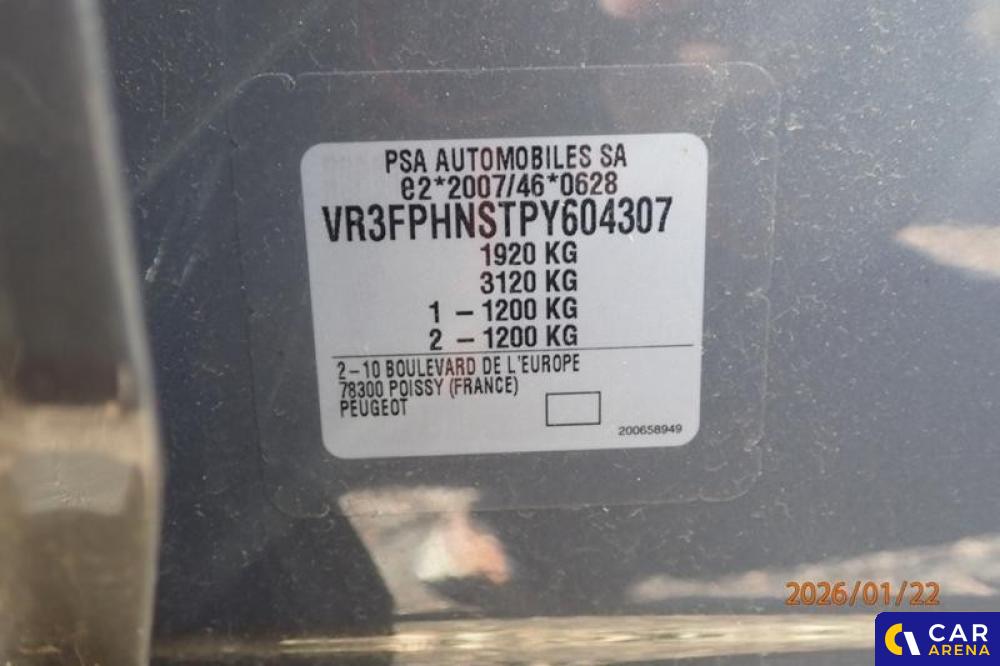 PSA AUTOMOBILES SA
e2*2007/46*0628
VR3FPHNSTPY604307
1920 KG
3120 KG
1 – 1200 KG
2 – 1200 KG
2–10 BOULEVARD DE L'EUROPE
78300 POISSY (FRANCE)
PEUGEOT
200658949
2026/01/22
CAR
ARENA